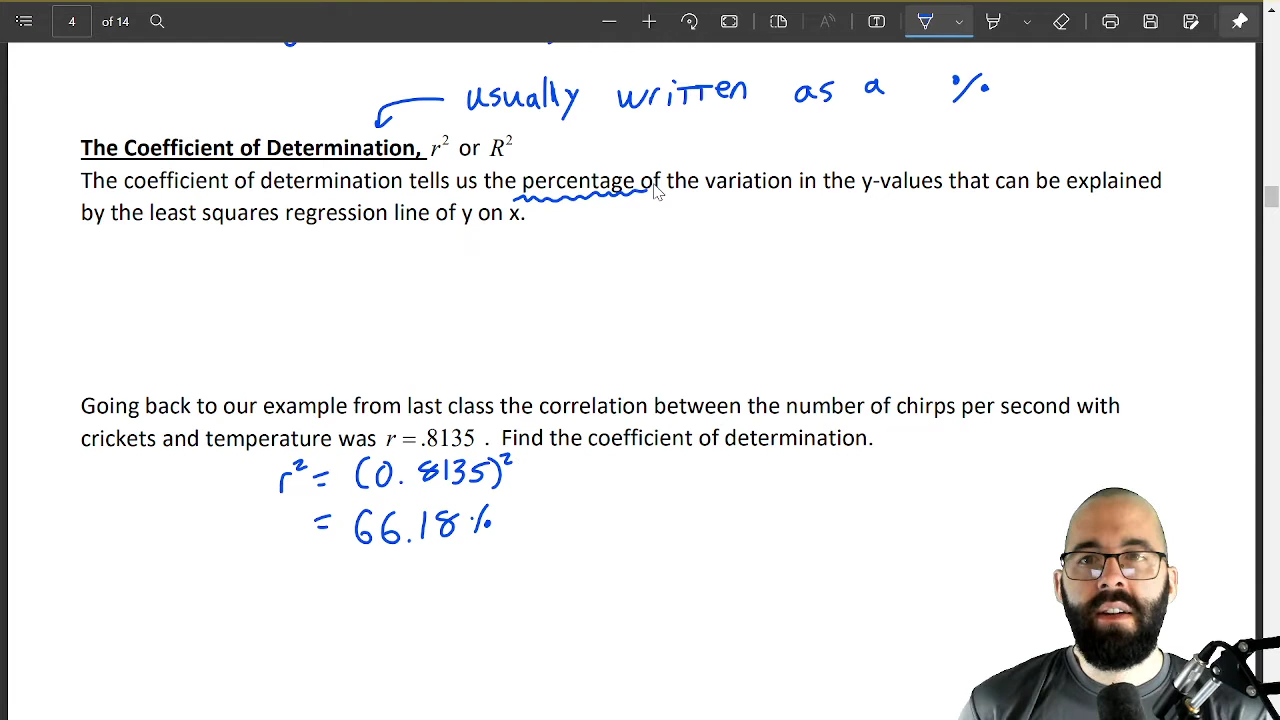 4 of 14
usually written as a %
The Coefficient of Determination, r² or R²
The coefficient of determination tells us the percentage of the variation in the y-values that can be explained
by the least squares regression line of y on x.
Going back to our example from last class the correlation between the number of chirps per second with
crickets and temperature was r = .8135 . Find the coefficient of determination.
r² = (0.8135)²
= 66.18%